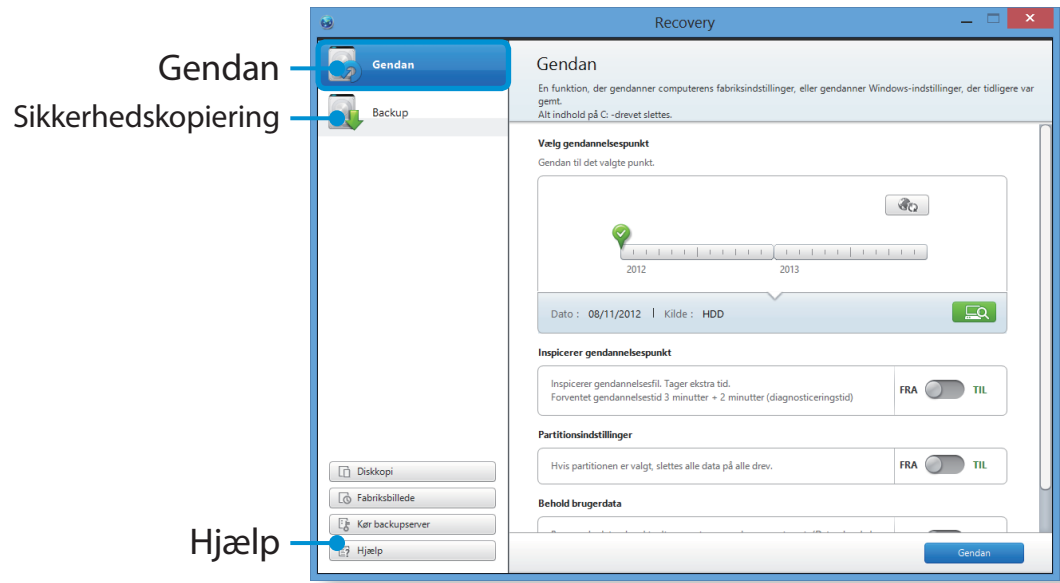 Recovery
Gendan
Sikkerhedskopiering
Hjælp
Gendan
Backup
Diskkopi
Fabriksbillede
Kør backupserver
Hjælp
Gendan
En funktion, der gendanner computerens fabriksindstillinger, eller gendanner Windows-indstillinger, der tidligere var
gemt.
Alt indhold på C: -drevet slettes.
Vælg gendannelsespunkt
Gendan til det valgte punkt.
2012 2013
Dato : 08/11/2012 | Kilde : HDD
Inspicerer gendannelsespunkt
Inspicerer gendannelsesfil. Tager ekstra tid.
Forventet gendannelsestid 3 minutter + 2 minutter (diagnosticeringstid)
FRA TIL
Partitionsindstillinger
Hvis partitionen er valgt, slettes alle data på alle drev.
FRA TIL
Behold brugerdata
Gendan